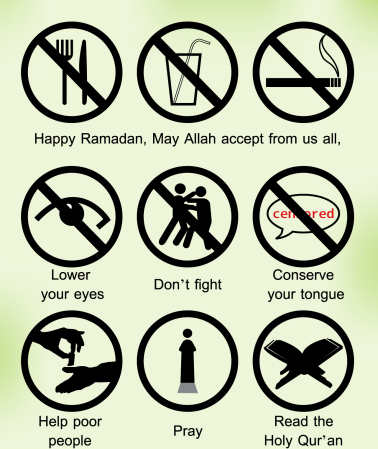 Happy Ramadan, May Allah accept from us all,
censored
Lower
your eyes
Don't fight
Conserve
your tongue
Help poor
people
Pray
Read the
Holy Qur'an